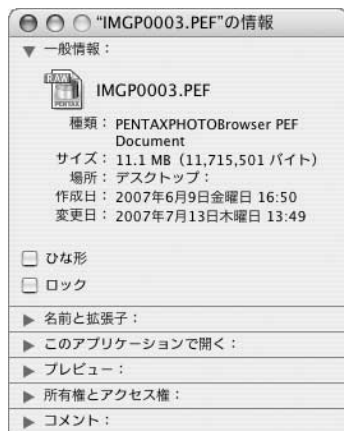 "IMGP0003.PEF"の情報
一般情報：
RAW
PENTAX
IMGP0003.PEF
種類：PENTAXPHOTOBrowser PEF
Document
サイズ：11.1 MB（11,715,501 バイト）
場所：デスクトップ：
作成日：2007年6月9日金曜日 16:50
変更日：2007年7月13日木曜日 13:49
ひな形
ロック
名前と拡張子：
このアプリケーションで開く：
プレビュー：
所有権とアクセス権：
コメント：